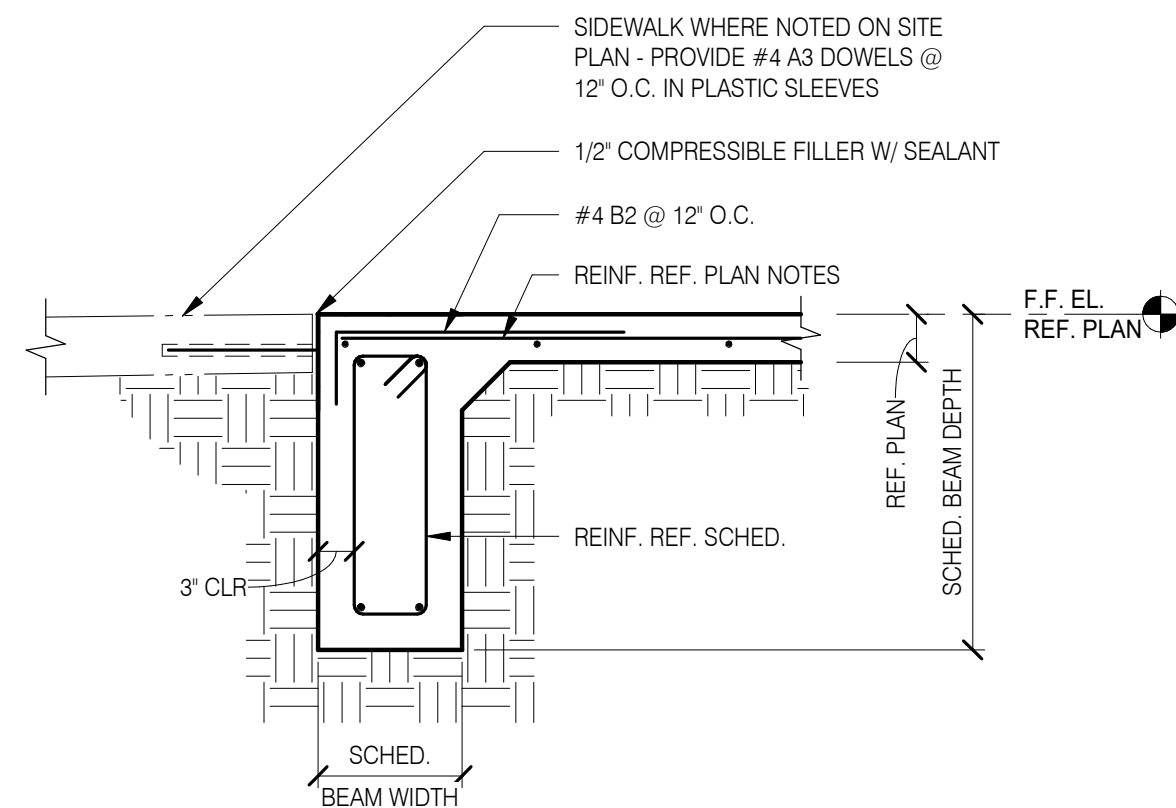 SIDEWALK WHERE NOTED ON SITE
PLAN - PROVIDE #4 A3 DOWELS @
12" O.C. IN PLASTIC SLEEVES
1/2" COMPRESSIBLE FILLER W/ SEALANT
#4 B2 @ 12" O.C.
REINF. REF. PLAN NOTES
F.F. EL.
REF. PLAN
REF. PLAN
SCHED. BEAM DEPTH
REINF. REF. SCHED.
3" CLR
SCHED.
BEAM WIDTH